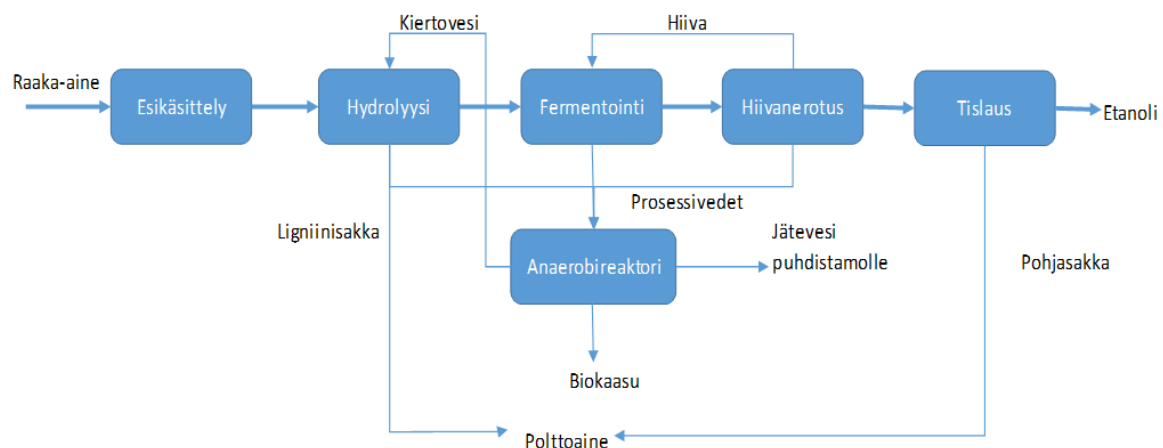 Kiertovesi
Hiiva
Raaka-aine
Esikäsittely
Hydrolyysi
Fermentointi
Hiivanerotus
Tislaus
Etanoli
Prosessivedet
Ligniinisakka
Anaerobireaktori
Jätevesi
puhdistamolle
Pohjasakka
Biokaasu
Polttoaine